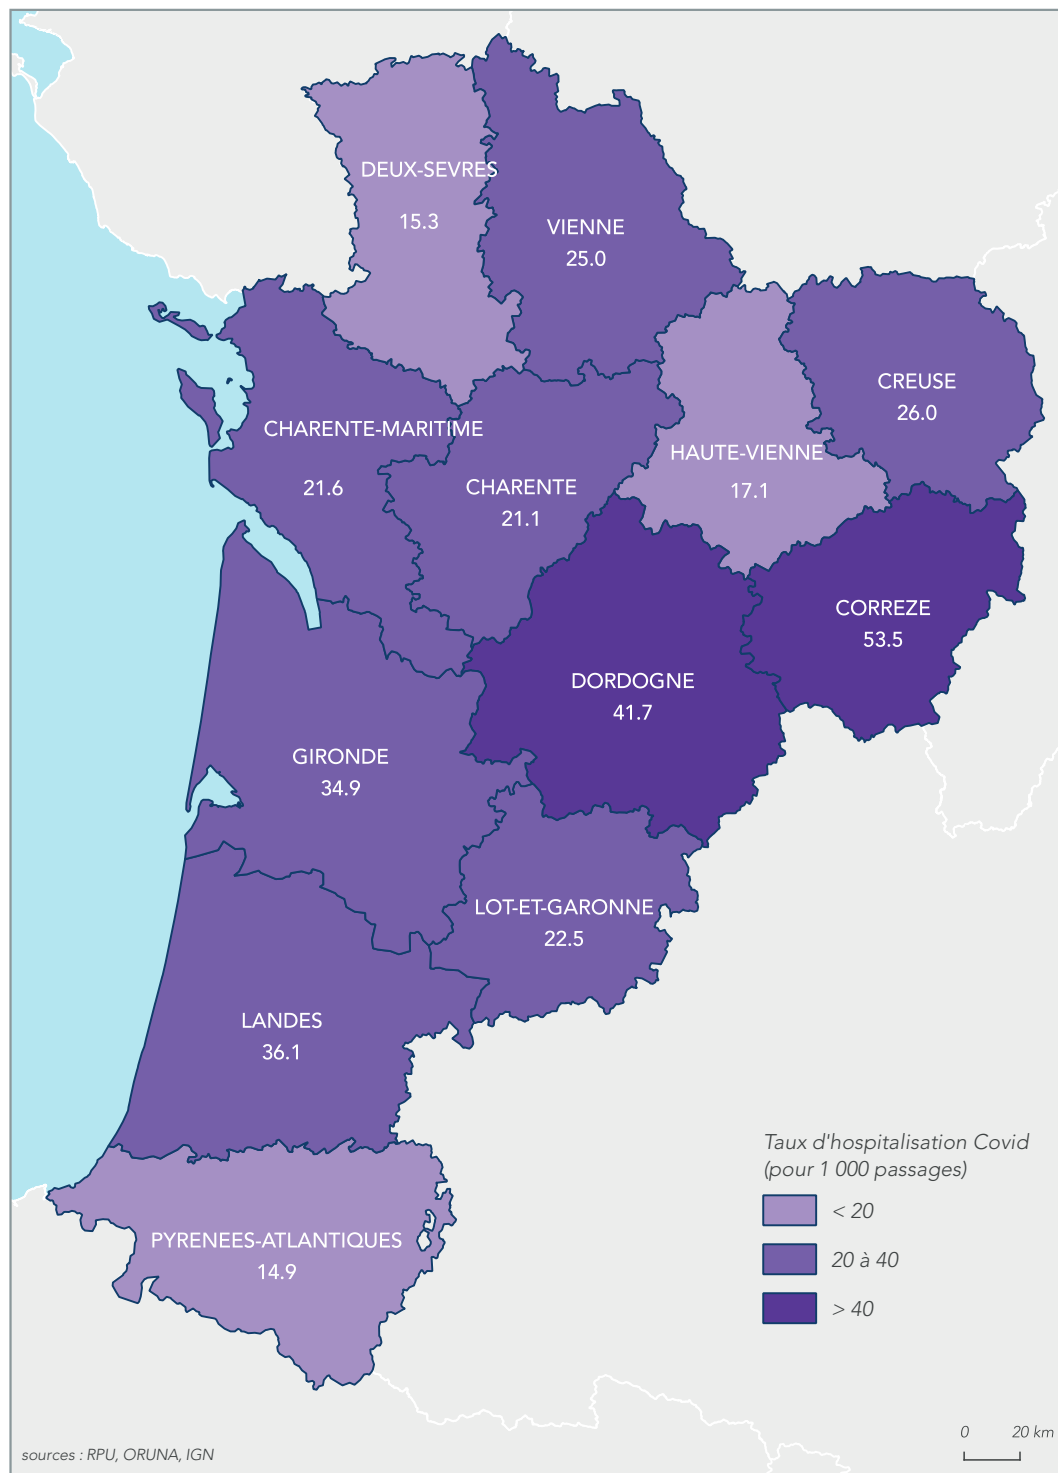 DEUX-SEVRES
15.3
VIENNE
25.0
CREUSE
26.0
CHARENTE-MARITIME
21.6
CHARENTE
21.1
HAUTE-VIENNE
17.1
CORREZE
53.5
DORDOGNE
41.7
GIRONDE
34.9
LOT-ET-GARONNE
22.5
LANDES
36.1
PYRENEES-ATLANTIQUES
14.9
Taux d'hospitalisation Covid
(pour 1 000 passages)
< 20
20 à 40
> 40
0 20 km
sources : RPU, ORUNA, IGN